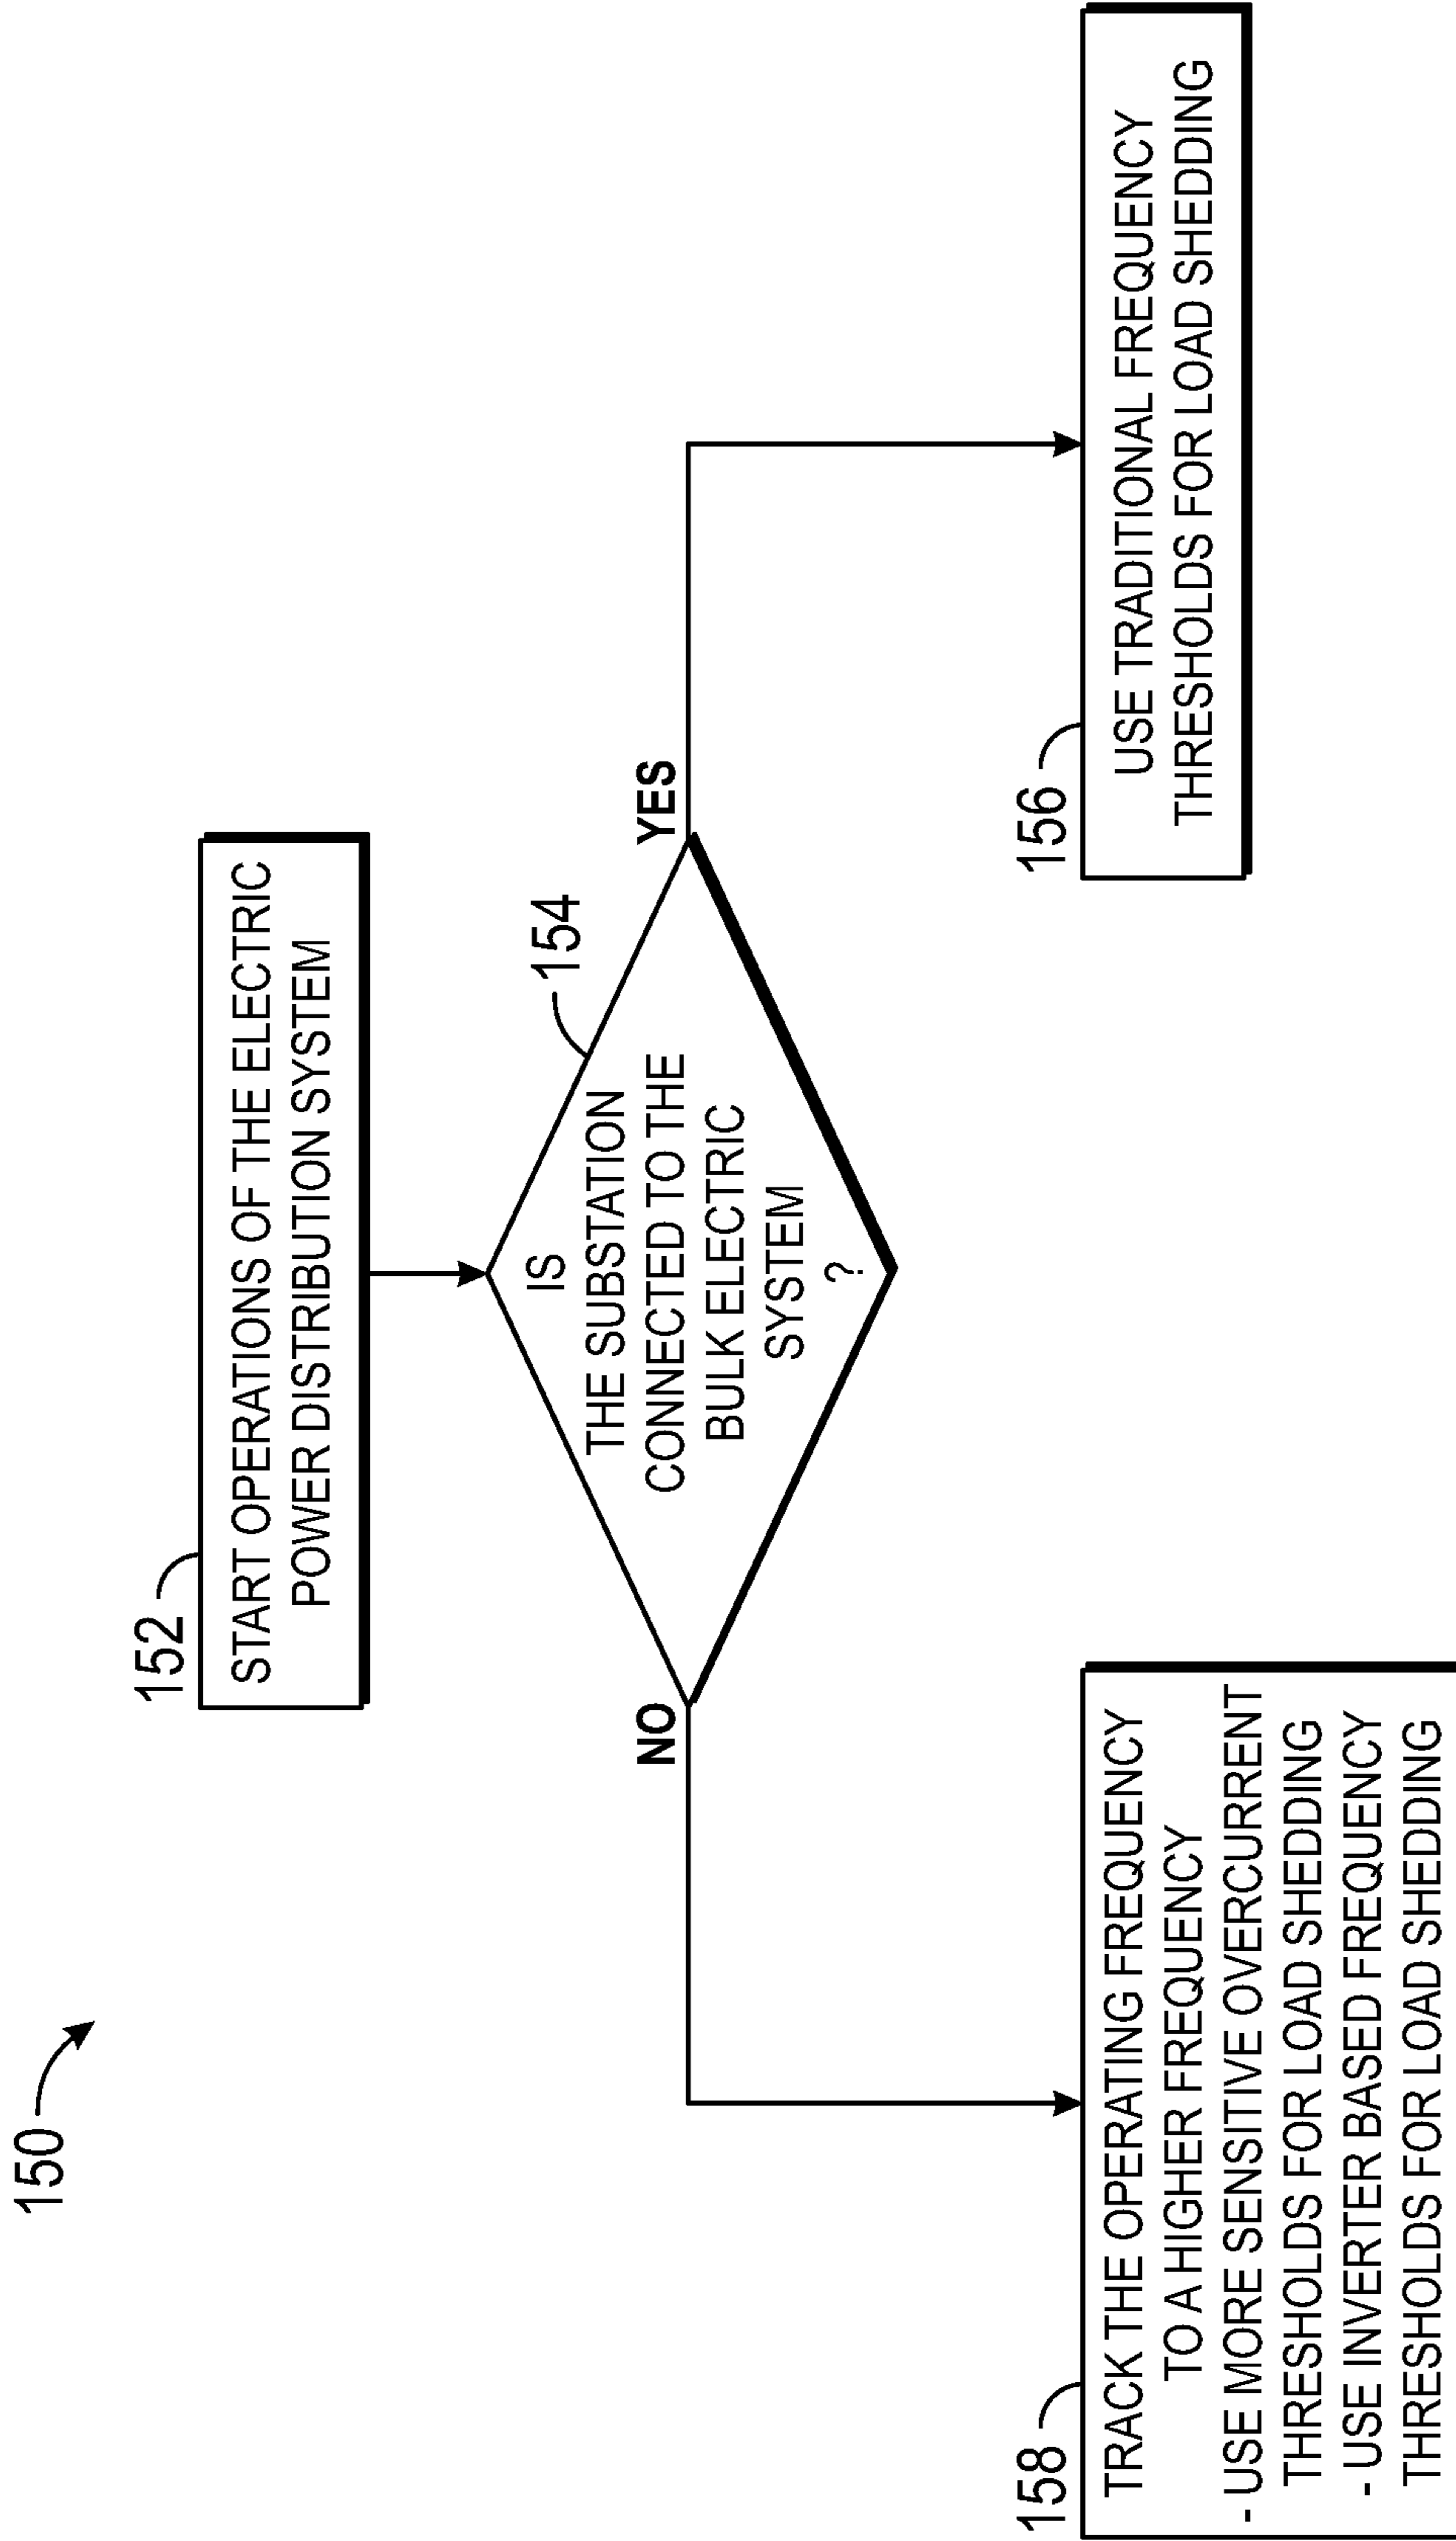 150
152
START OPERATIONS OF THE ELECTRIC
POWER DISTRIBUTION SYSTEM
154
IS
THE SUBSTATION
CONNECTED TO THE
BULK ELECTRIC
SYSTEM
?
NO
YES
158
TRACK THE OPERATING FREQUENCY
TO A HIGHER FREQUENCY
- USE MORE SENSITIVE OVERCURRENT
THRESHOLDS FOR LOAD SHEDDING
- USE INVERTER BASED FREQUENCY
THRESHOLDS FOR LOAD SHEDDING
156
USE TRADITIONAL FREQUENCY
THRESHOLDS FOR LOAD SHEDDING